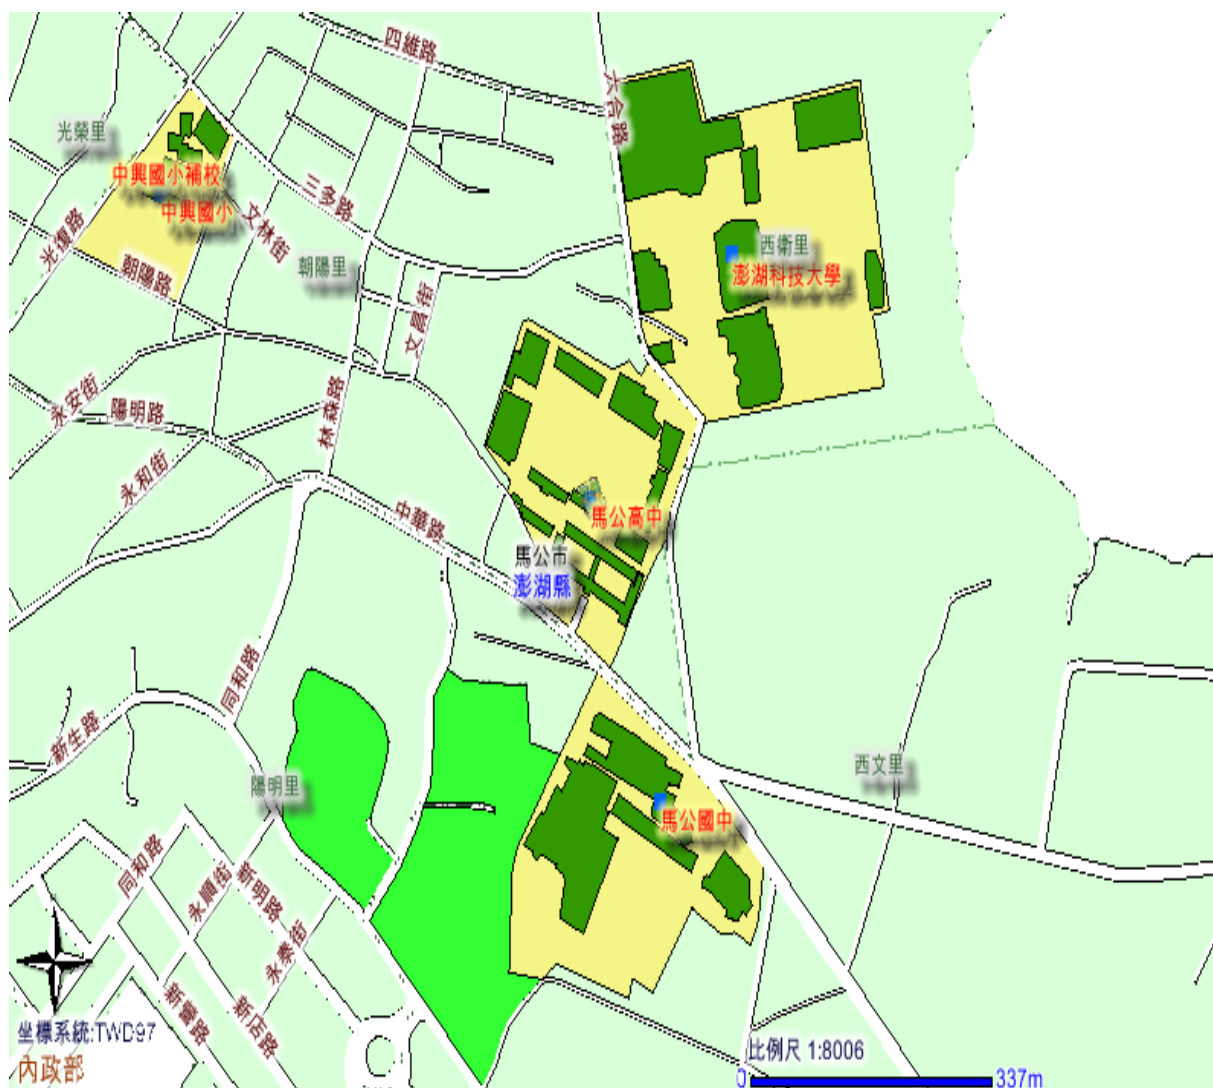 四維路
六合路
光榮里
中興國小補校
中興國小
三多路
文林街
光復路
朝陽路
朝陽里
文昌街
西衛里
澎湖科技大學
永安街
陽明路
林森路
永和街
中華路
馬公高中
馬公市
澎湖縣
同和路
新生路
陽明里
西文里
馬公國中
同和路
永順街
新明路
永泰街
新店路
坐標系統:TWD97
內政部
比例尺 1:8006
0
337m